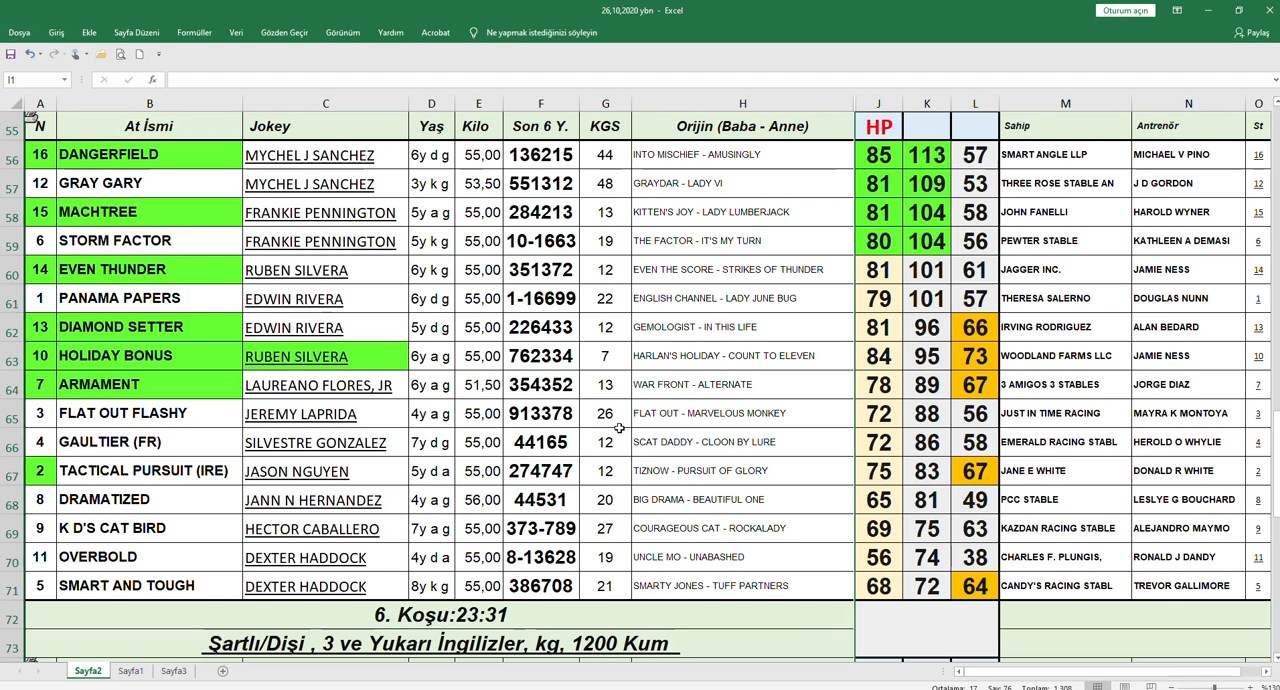 26,10,2020 ybn - Excel
Oturum açın
Dosya Giriş Ekle Sayfa Düzeni Formüller Veri Gözden Geçir Görünüm Yardım Acrobat Ne yapmak istediğinizi söyleyin Paylaş
I1 fx
A B C D E F G H J K L M N O
55 N At İsmi Jokey Yaş Kilo Son 6 Y. KGS Orijin (Baba - Anne) HP Sahip Antrenör St
56 16 DANGERFIELD MYCHEL J SANCHEZ 6y d g 55,00 136215 44 INTO MISCHIEF - AMUSINGLY 85 113 57 SMART ANGLE LLP MICHAEL V PINO 16
57 12 GRAY GARY MYCHEL J SANCHEZ 3y k g 53,50 551312 48 GRAYDAR - LADY VI 81 109 53 THREE ROSE STABLE AN J D GORDON 12
58 15 MACHTREE FRANKIE PENNINGTON 5y a g 55,00 284213 13 KITTEN'S JOY - LADY LUMBERJACK 81 104 58 JOHN FANELLI HAROLD WYNER 15
59 6 STORM FACTOR FRANKIE PENNINGTON 5y k g 55,00 10-1663 19 THE FACTOR - IT'S MY TURN 80 104 56 PEWTER STABLE KATHLEEN A DEMASI 6
60 14 EVEN THUNDER RUBEN SILVERA 6y k g 55,00 351372 12 EVEN THE SCORE - STRIKES OF THUNDER 81 101 61 JAGGER INC. JAMIE NESS 14
61 1 PANAMA PAPERS EDWIN RIVERA 6y d g 55,00 1-16699 22 ENGLISH CHANNEL - LADY JUNE BUG 79 101 57 THERESA SALERNO DOUGLAS NUNN 1
62 13 DIAMOND SETTER EDWIN RIVERA 5y d g 55,00 226433 12 GEMOLOGIST - IN THIS LIFE 81 96 66 IRVING RODRIGUEZ ALAN BEDARD 13
63 10 HOLIDAY BONUS RUBEN SILVERA 6y a g 55,00 762334 7 HARLAN'S HOLIDAY - COUNT TO ELEVEN 84 95 73 WOODLAND FARMS LLC JAMIE NESS 10
64 7 ARMAMENT LAUREANO FLORES, JR 6y a g 51,50 354352 13 WAR FRONT - ALTERNATE 78 89 67 3 AMIGOS 3 STABLES JORGE DIAZ 7
65 3 FLAT OUT FLASHY JEREMY LAPRIDA 4y a g 55,00 913378 26 FLAT OUT - MARVELOUS MONKEY 72 88 56 JUST IN TIME RACING MAYRA K MONTOYA 3
66 4 GAULTIER (FR) SILVESTRE GONZALEZ 7y d g 55,00 44165 12 SCAT DADDY - CLOON BY LURE 72 86 58 EMERALD RACING STABL HEROLD O WHYLIE 4
67 2 TACTICAL PURSUIT (IRE) JASON NGUYEN 5y d a 55,00 274747 12 TIZNOW - PURSUIT OF GLORY 75 83 67 JANE E WHITE DONALD R WHITE 2
68 8 DRAMATIZED JANN N HERNANDEZ 4y a g 56,00 44531 20 BIG DRAMA - BEAUTIFUL ONE 65 81 49 PCC STABLE LESLYE G BOUCHARD 8
69 9 K D'S CAT BIRD HECTOR CABALLERO 7y a g 55,00 373-789 27 COURAGEOUS CAT - ROCKALADY 69 75 63 KAZDAN RACING STABLE ALEJANDRO MAYMO 9
70 11 OVERBOLD DEXTER HADDOCK 4y d a 55,00 8-13628 19 UNCLE MO - UNABASHED 56 74 38 CHARLES F. PLUNGIS, RONALD J DANDY 11
71 5 SMART AND TOUGH DEXTER HADDOCK 8y k g 55,00 386708 21 SMARTY JONES - TUFF PARTNERS 68 72 64 CANDY'S RACING STABL TREVOR GALLIMORE 5
72 6. Koşu:23:31
73 Şartlı/Dişi , 3 ve Yukarı İngilizler, kg, 1200 Kum
Sayfa2 Sayfa1 Sayfa3
Ortalama: 17 Say: 76 Toplam: 1.308 %130